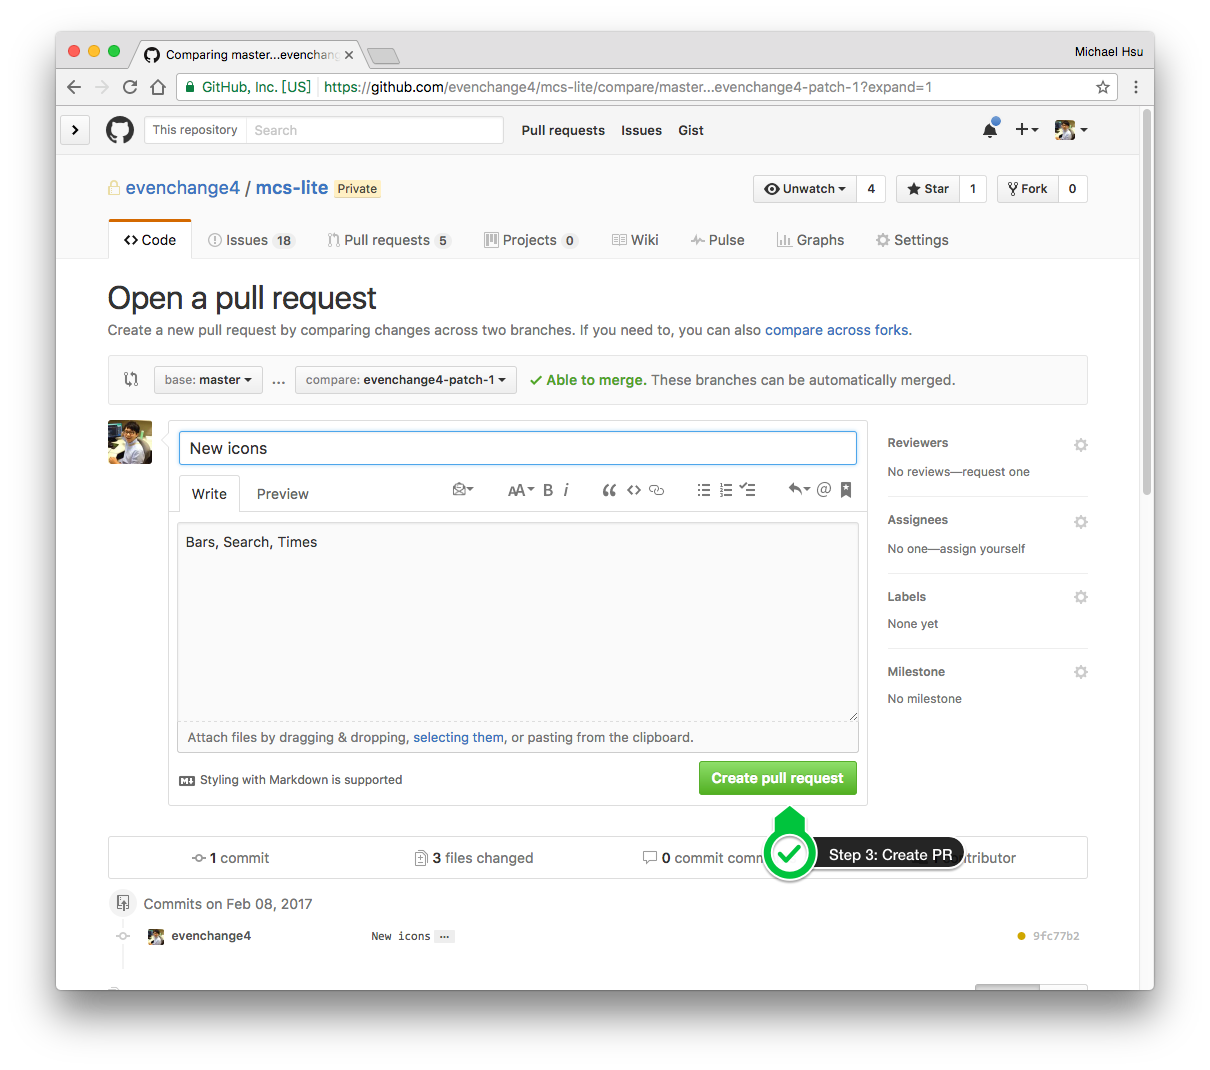 Comparing master...evenchang
Michael Hsu
GitHub, Inc. [US] https://github.com/evenchange4/mcs-lite/compare/master...evenchange4-patch-1?expand=1
This repository Search Pull requests Issues Gist
evenchange4 / mcs-lite Private Unwatch 4 Star 1 Fork 0
Code Issues 18 Pull requests 5 Projects 0 Wiki Pulse Graphs Settings
Open a pull request
Create a new pull request by comparing changes across two branches. If you need to, you can also compare across forks.
base: master ... compare: evenchange4-patch-1 Able to merge. These branches can be automatically merged.
New icons
Write Preview AA B i
Bars, Search, Times
Attach files by dragging & dropping, selecting them, or pasting from the clipboard.
Styling with Markdown is supported
Create pull request
Reviewers
No reviews—request one
Assignees
No one—assign yourself
Labels
None yet
Milestone
No milestone
1 commit 3 files changed 0 commit comm
Step 3: Create PR
Commits on Feb 08, 2017
evenchange4 New icons ... 9fc77b2